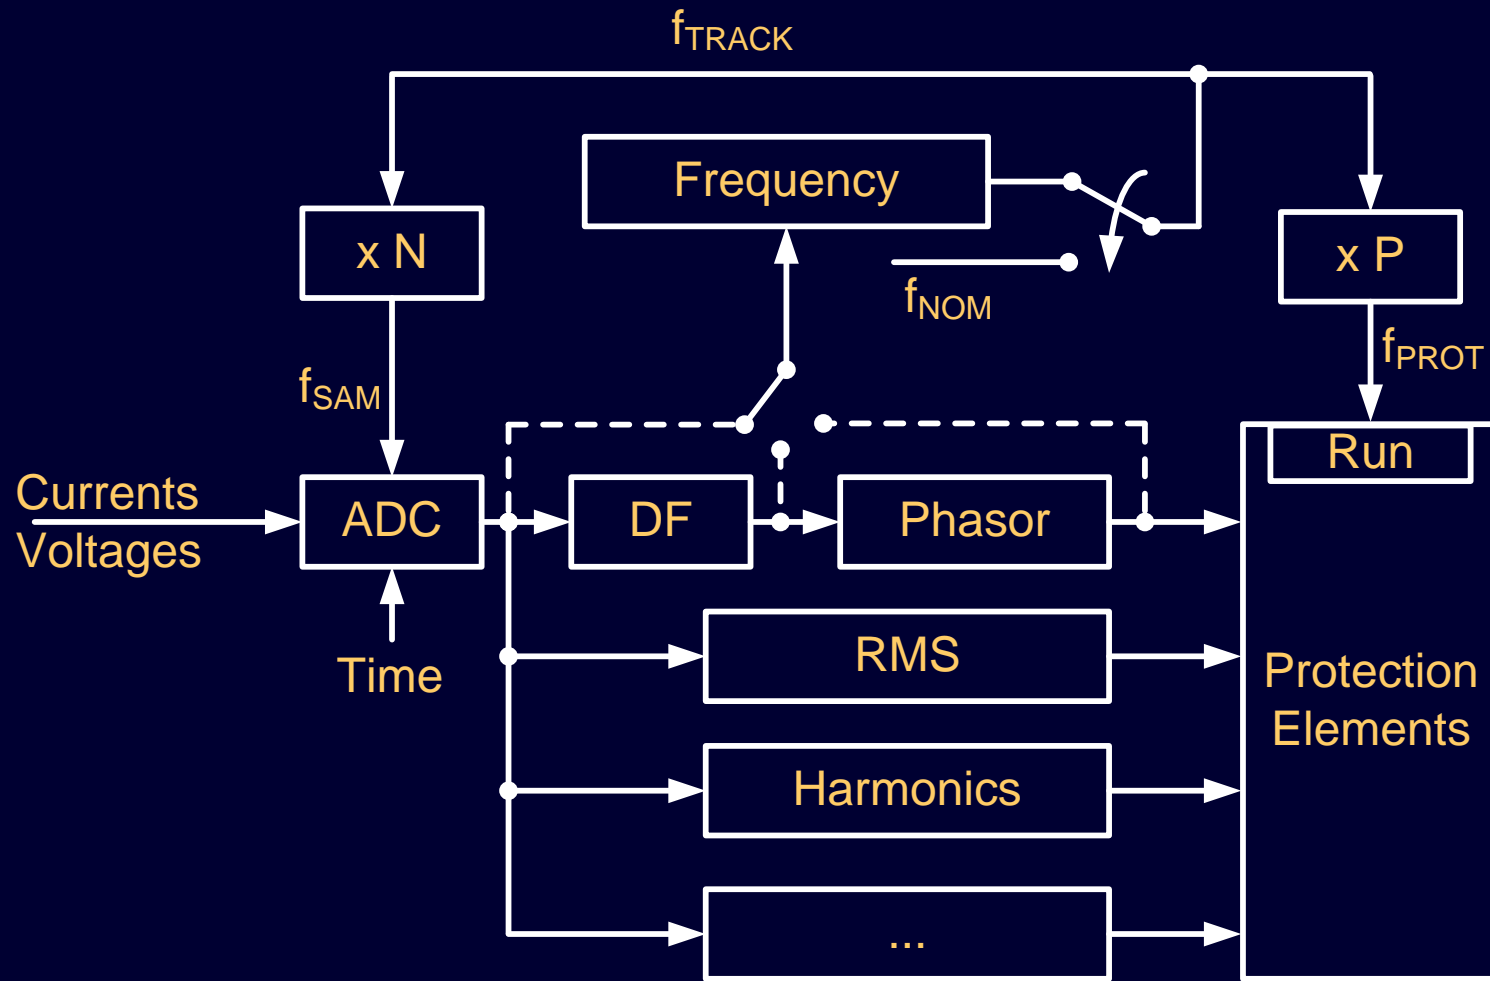 fTRACK
Frequency
x N
x P
fNOM
fPROT
fSAM
Run
Currents
Voltages
ADC
DF
Phasor
Time
RMS
Protection
Elements
Harmonics
...